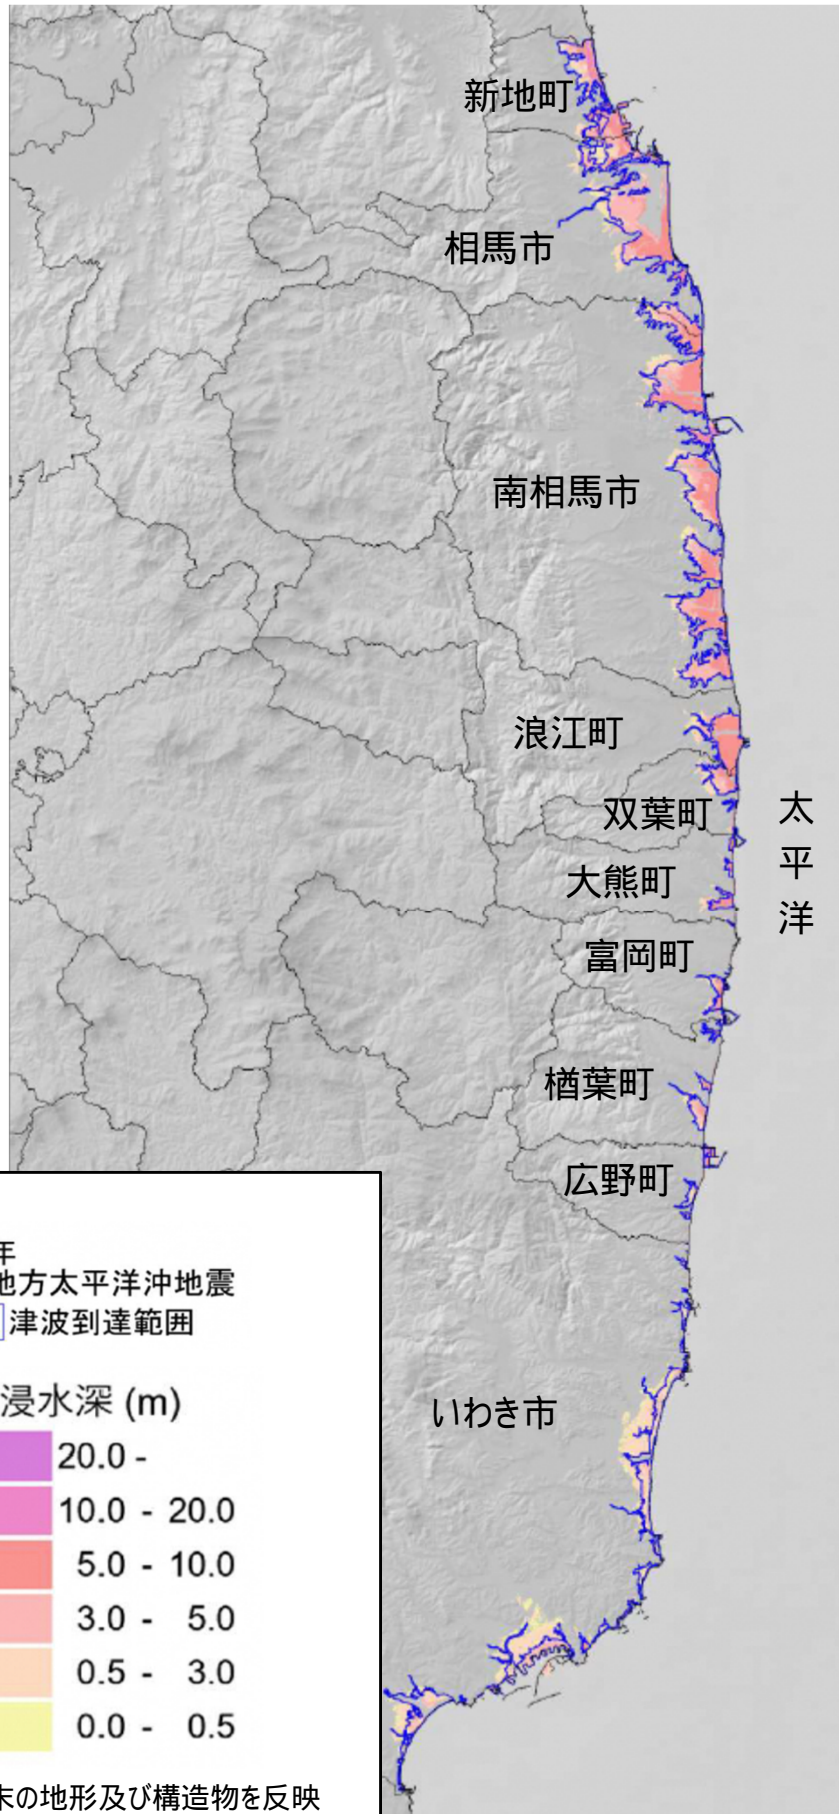 新地町
相馬市
南相馬市
浪江町
双葉町
太平洋
大熊町
富岡町
楢葉町
広野町
いわき市
年
地方太平洋沖地震
津波到達範囲
浸水深 (m)
20.0 -
10.0 - 20.0
5.0 - 10.0
3.0 - 5.0
0.5 - 3.0
0.0 - 0.5
末の地形及び構造物を反映